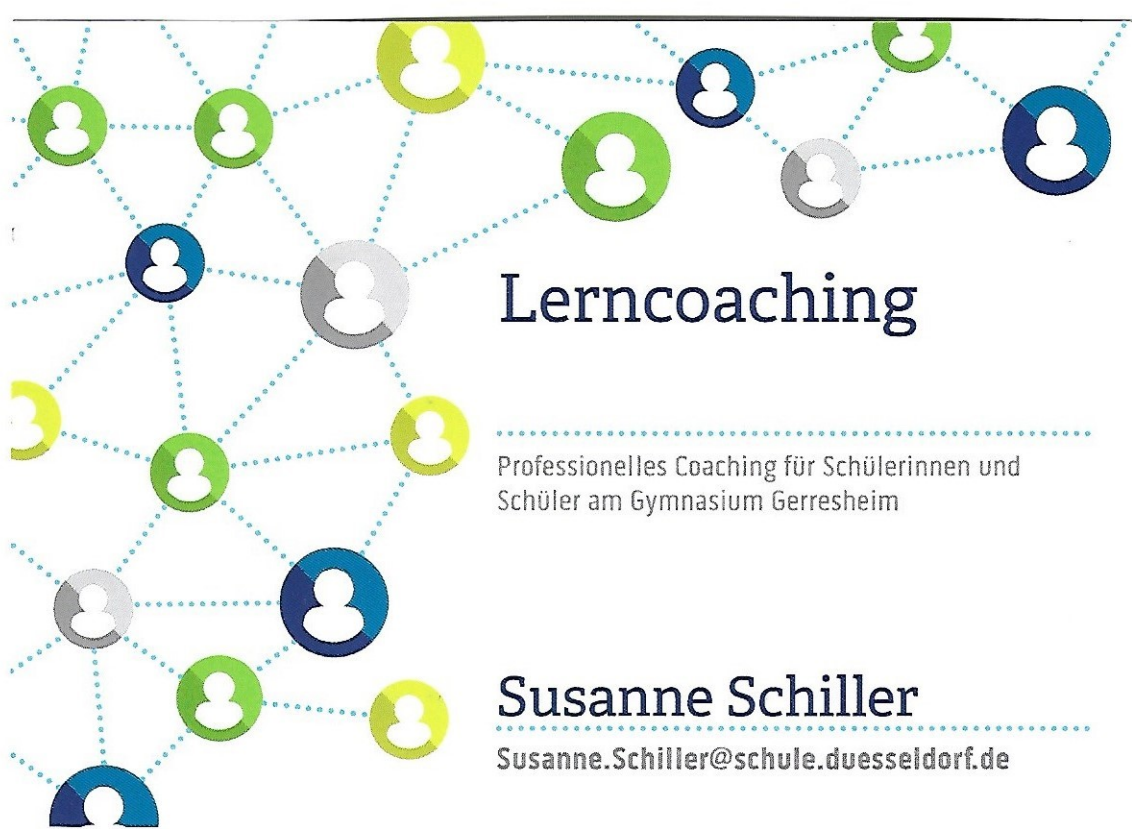 Lerncoaching
Professionelles Coaching für Schülerinnen und
Schüler am Gymnasium Gerresheim
Susanne Schiller
Susanne.Schiller@schule.duesseldorf.de